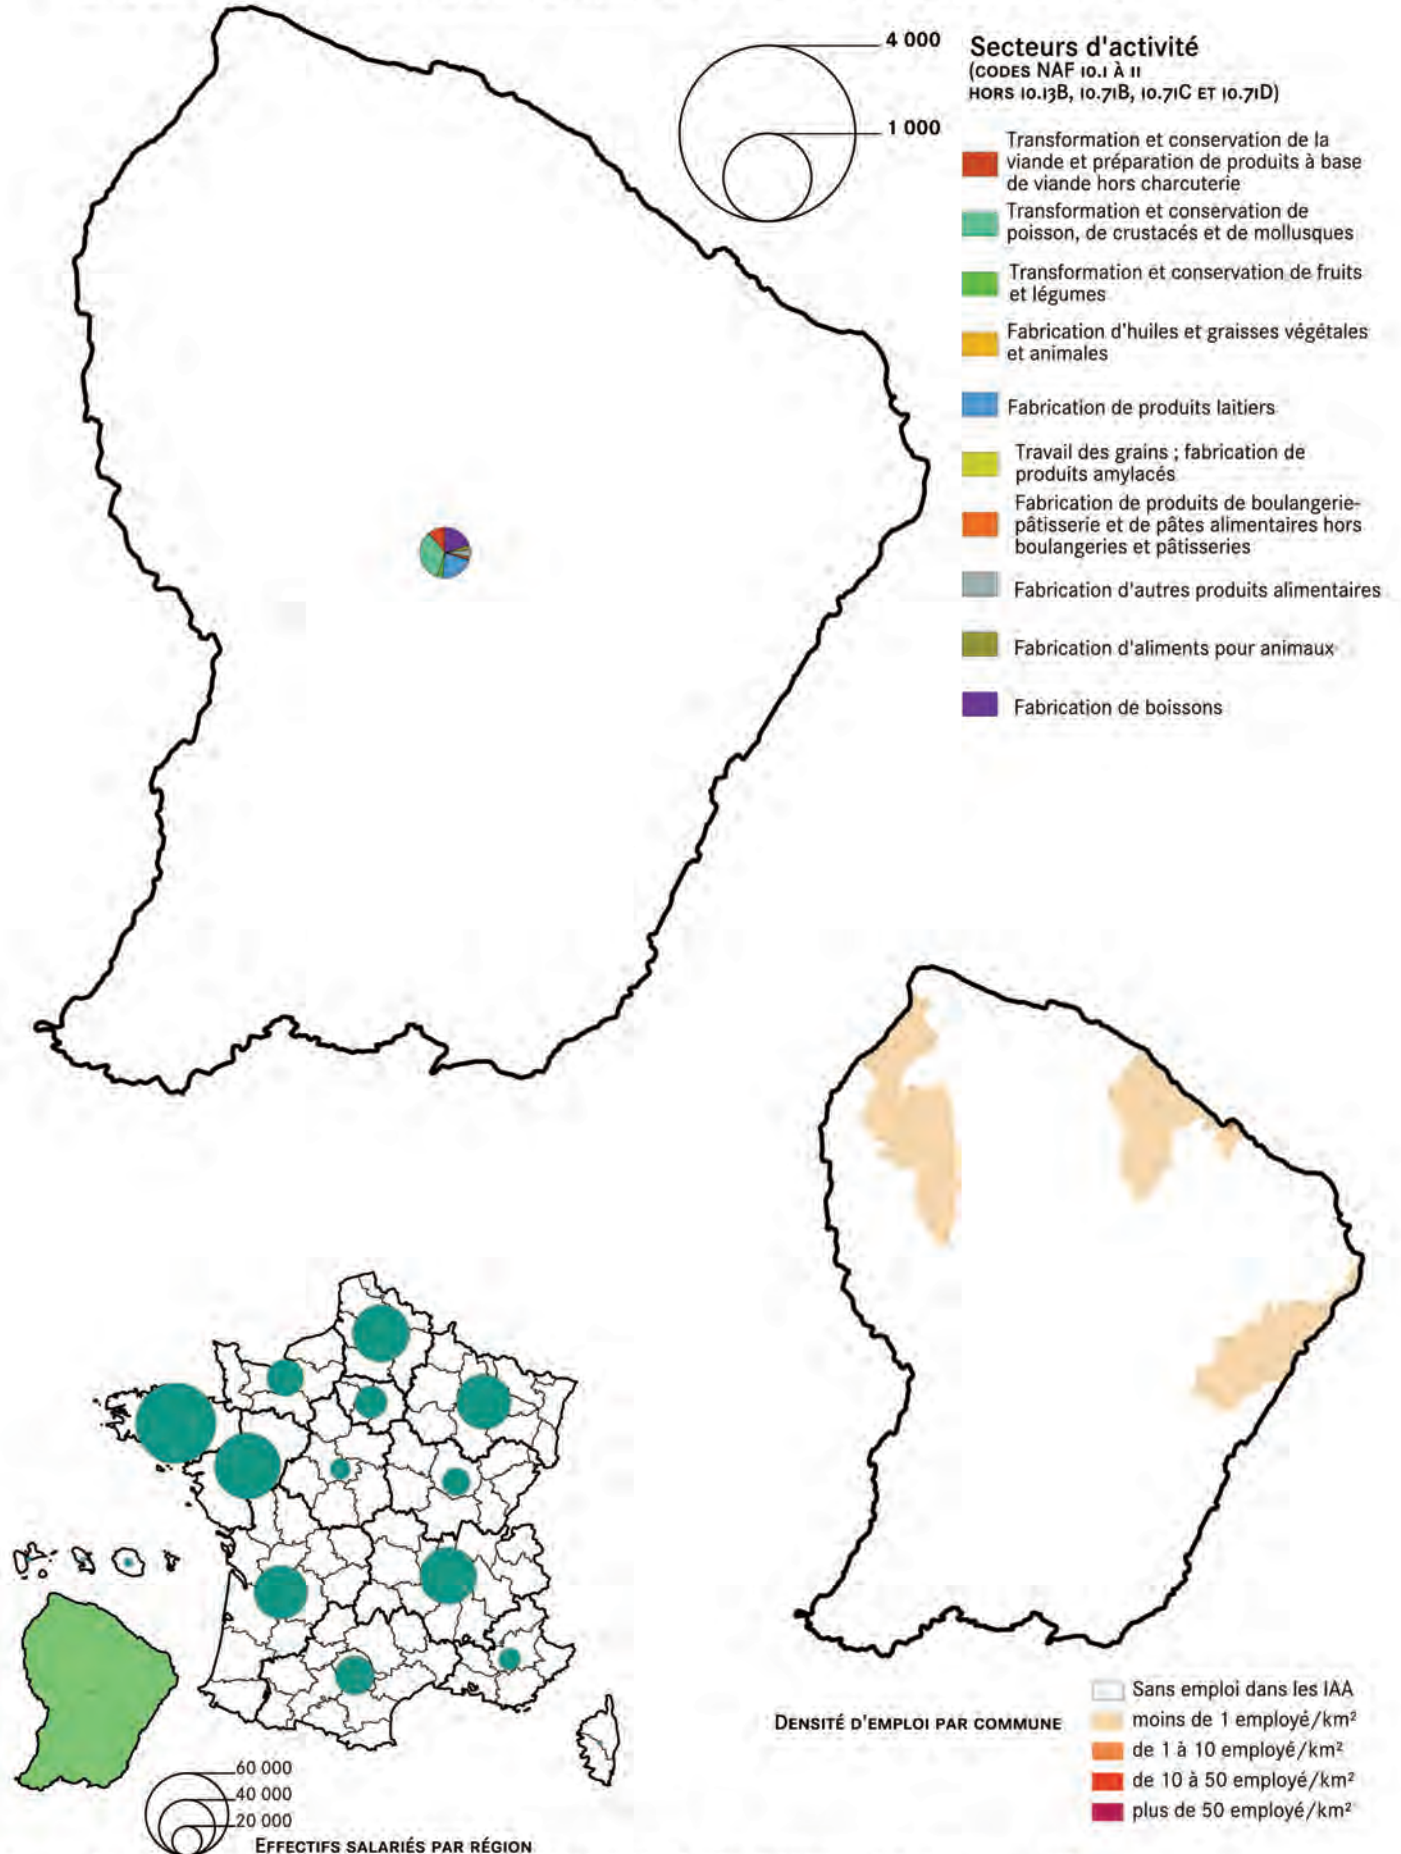 4 000
1 000
Secteurs d'activité
(CODES NAF 10.1 À 11
HORS 10.13B, 10.71B, 10.71C ET 10.71D)
Transformation et conservation de la
viande et préparation de produits à base
de viande hors charcuterie
Transformation et conservation de
poisson, de crustacés et de mollusques
Transformation et conservation de fruits
et légumes
Fabrication d'huiles et graisses végétales
et animales
Fabrication de produits laitiers
Travail des grains ; fabrication de
produits amylacés
Fabrication de produits de boulangerie-
pâtisserie et de pâtes alimentaires hors
boulangeries et pâtisseries
Fabrication d'autres produits alimentaires
Fabrication d'aliments pour animaux
Fabrication de boissons
60 000
40 000
20 000
EFFECTIFS SALARIÉS PAR RÉGION
DENSITÉ D'EMPLOI PAR COMMUNE
Sans emploi dans les IAA
moins de 1 employé/km²
de 1 à 10 employé/km²
de 10 à 50 employé/km²
plus de 50 employé/km²